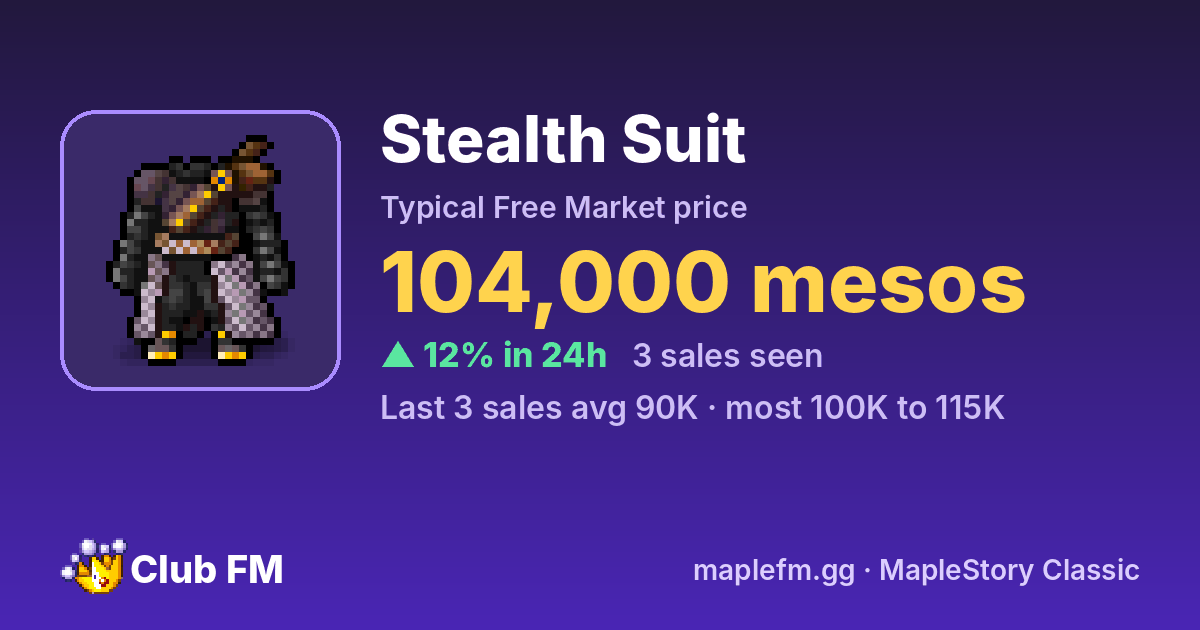 Stealth Suit
Typical Free Market price
104,000 mesos
▲ 12% in 24h 3 sales seen
Last 3 sales avg 90K · most 100K to 115K
Club FM
maplefm.gg · MapleStory Classic